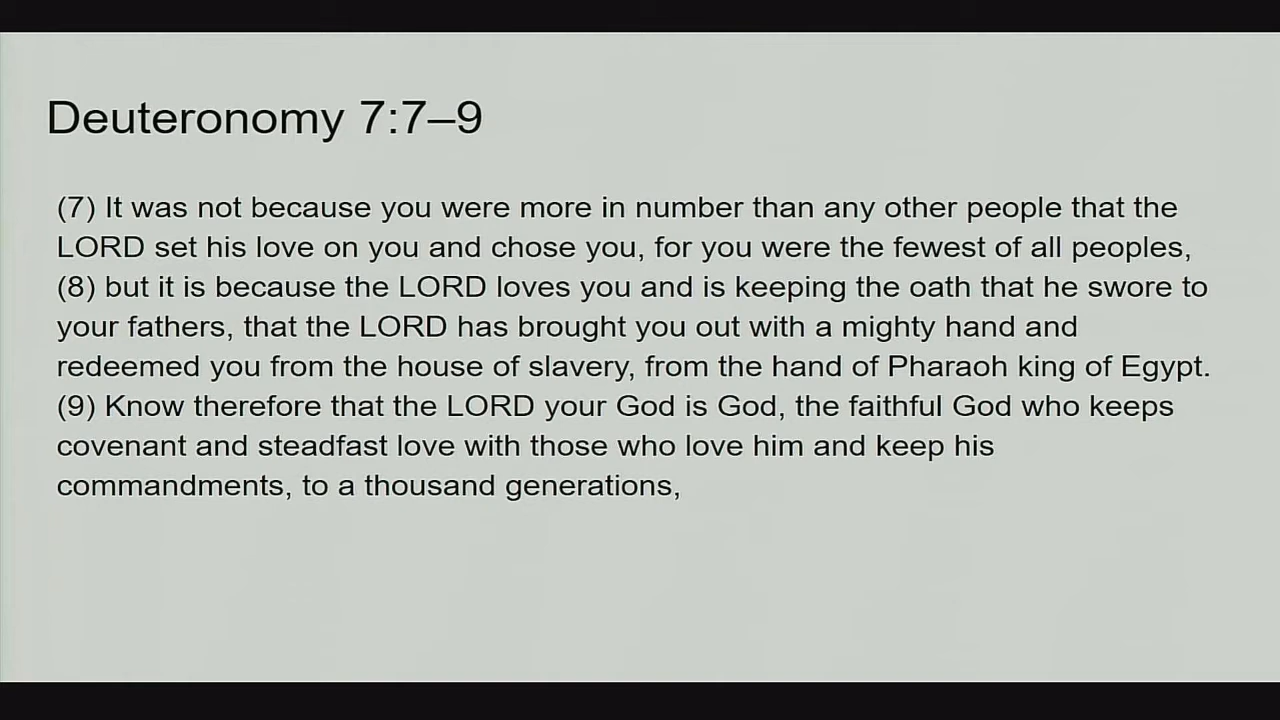 Deuteronomy 7:7–9
(7) It was not because you were more in number than any other people that the
LORD set his love on you and chose you, for you were the fewest of all peoples,
(8) but it is because the LORD loves you and is keeping the oath that he swore to
your fathers, that the LORD has brought you out with a mighty hand and
redeemed you from the house of slavery, from the hand of Pharaoh king of Egypt.
(9) Know therefore that the LORD your God is God, the faithful God who keeps
covenant and steadfast love with those who love him and keep his
commandments, to a thousand generations,